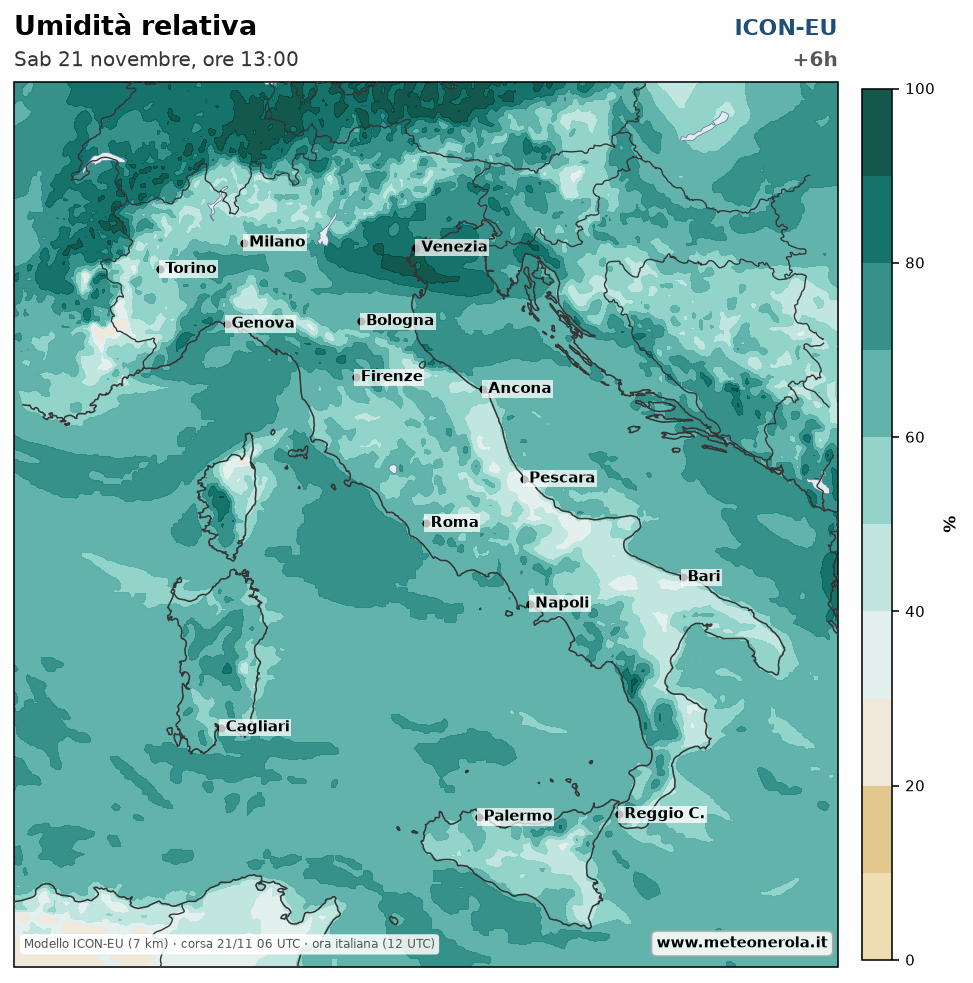 Umidità relativa
ICON-EU
Sab 21 novembre, ore 13:00
+6h
100
80
60
40
20
0
%
Milano
Venezia
Torino
Genova
Bologna
Firenze
Ancona
Pescara
Roma
Bari
Napoli
Cagliari
Palermo
Reggio C.
Modello ICON-EU (7 km) · corsa 21/11 06 UTC · ora italiana (12 UTC)
www.meteonerola.it